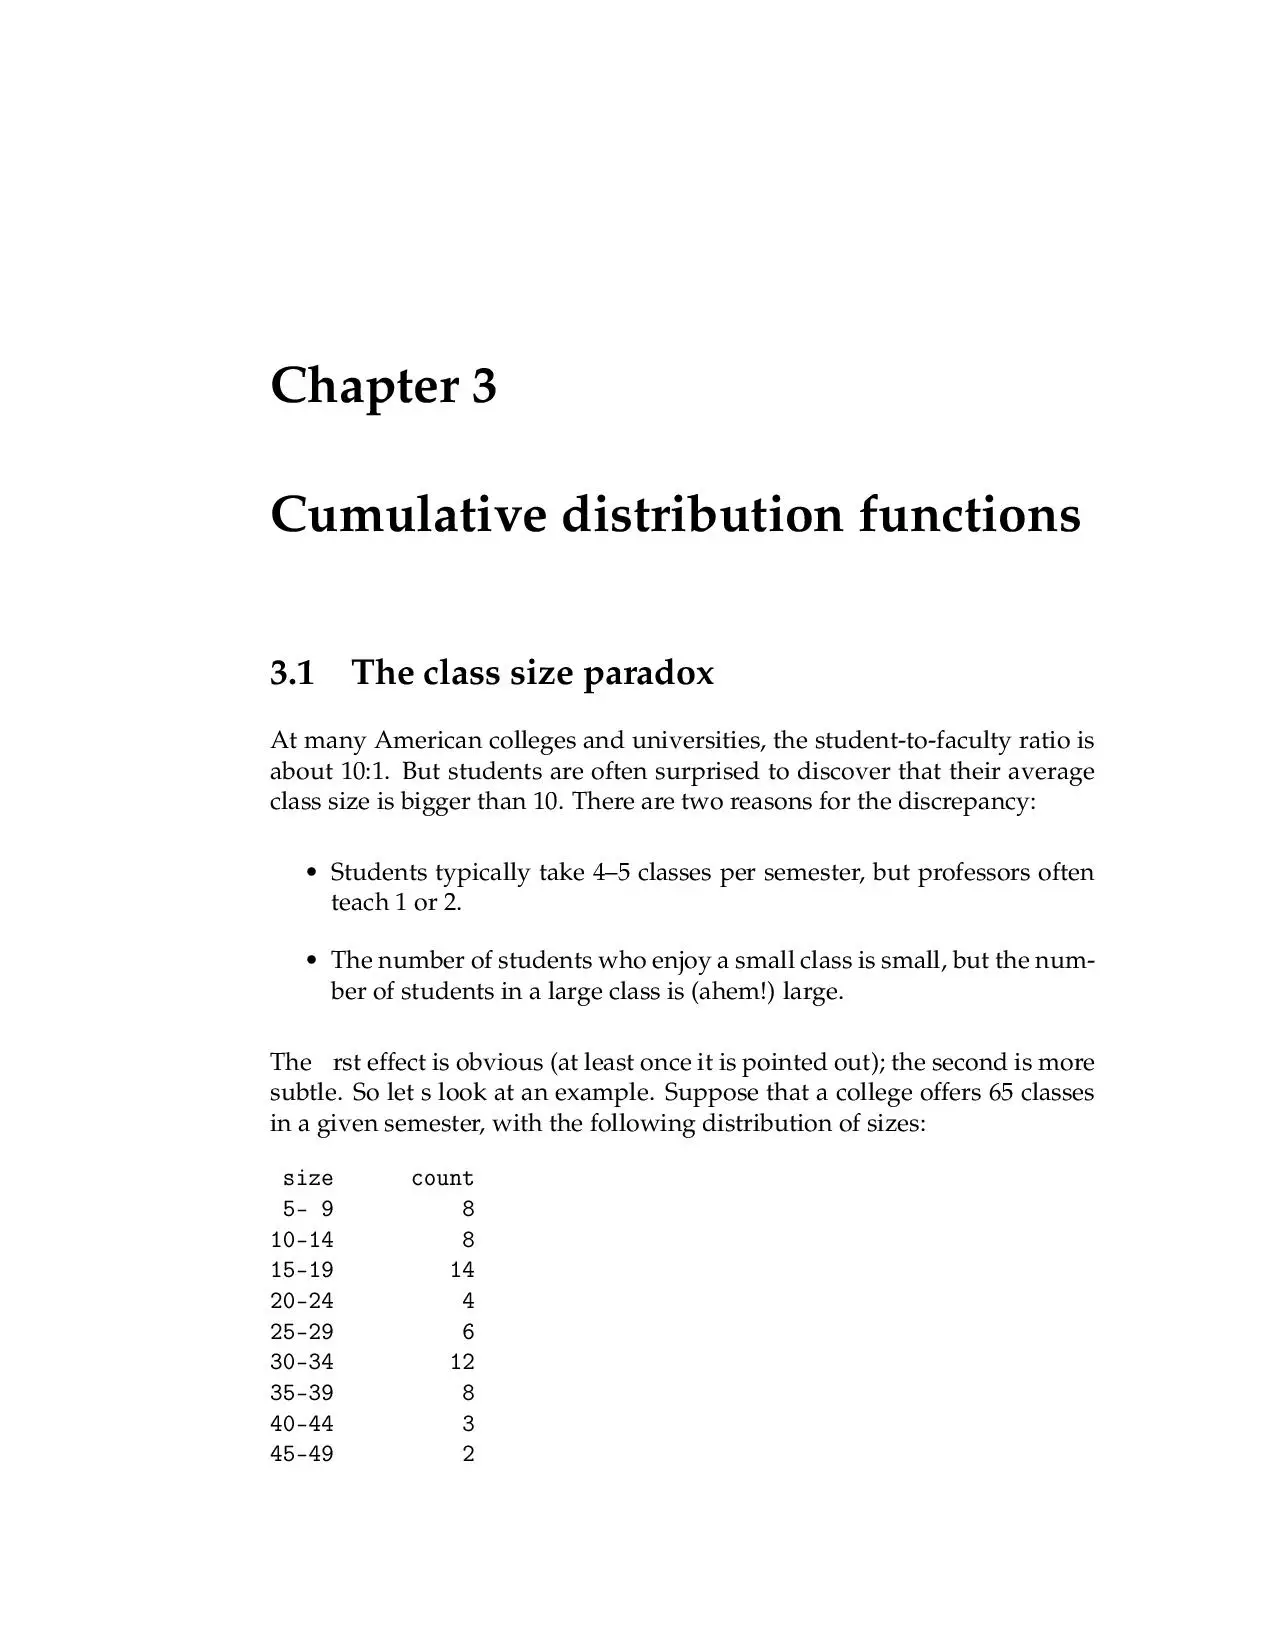 Chapter 3
Cumulative distribution functions
3.1 The class size paradox
At many American colleges and universities, the student-to-faculty ratio is
about 10:1. But students are often surprised to discover that their average
class size is bigger than 10. There are two reasons for the discrepancy:
• Students typically take 4–5 classes per semester, but professors often
teach 1 or 2.
• The number of students who enjoy a small class is small, but the num-
ber of students in a large class is (ahem!) large.
The rst effect is obvious (at least once it is pointed out); the second is more
subtle. So let s look at an example. Suppose that a college offers 65 classes
in a given semester, with the following distribution of sizes:
size count
5- 9 8
10-14 8
15-19 14
20-24 4
25-29 6
30-34 12
35-39 8
40-44 3
45-49 2